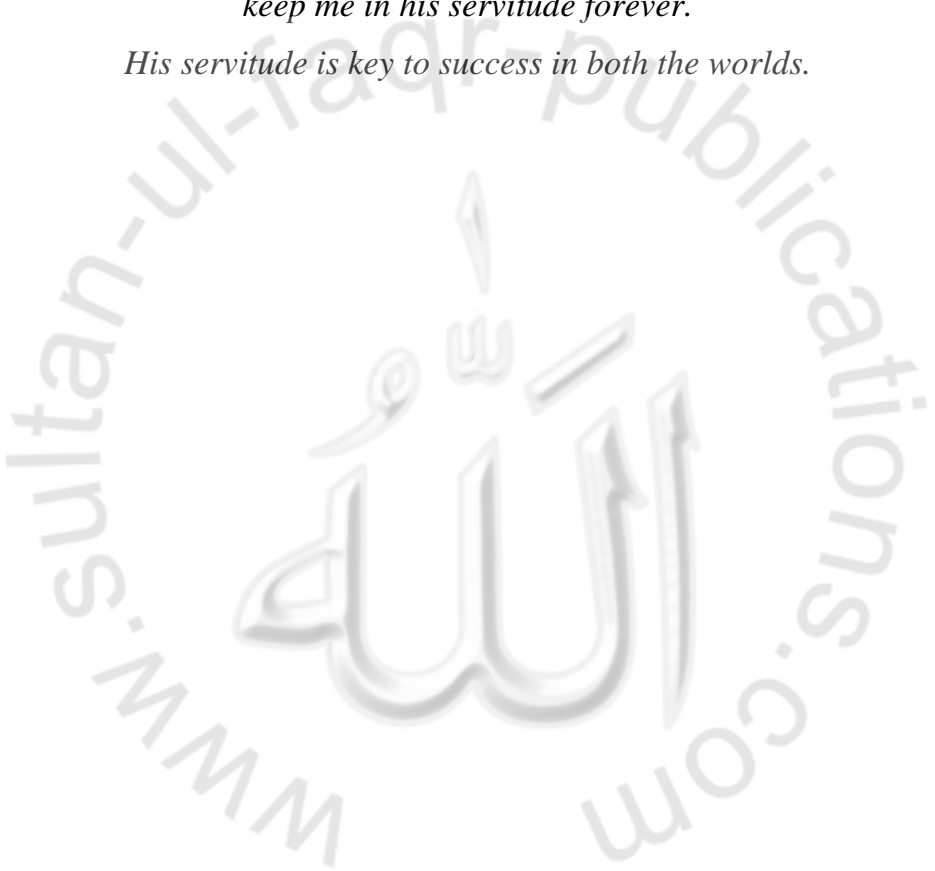 keep me in his servitude forever.
His servitude is key to success in both the worlds.
www.sultan-ul-faqr-publications.com
اللهُ